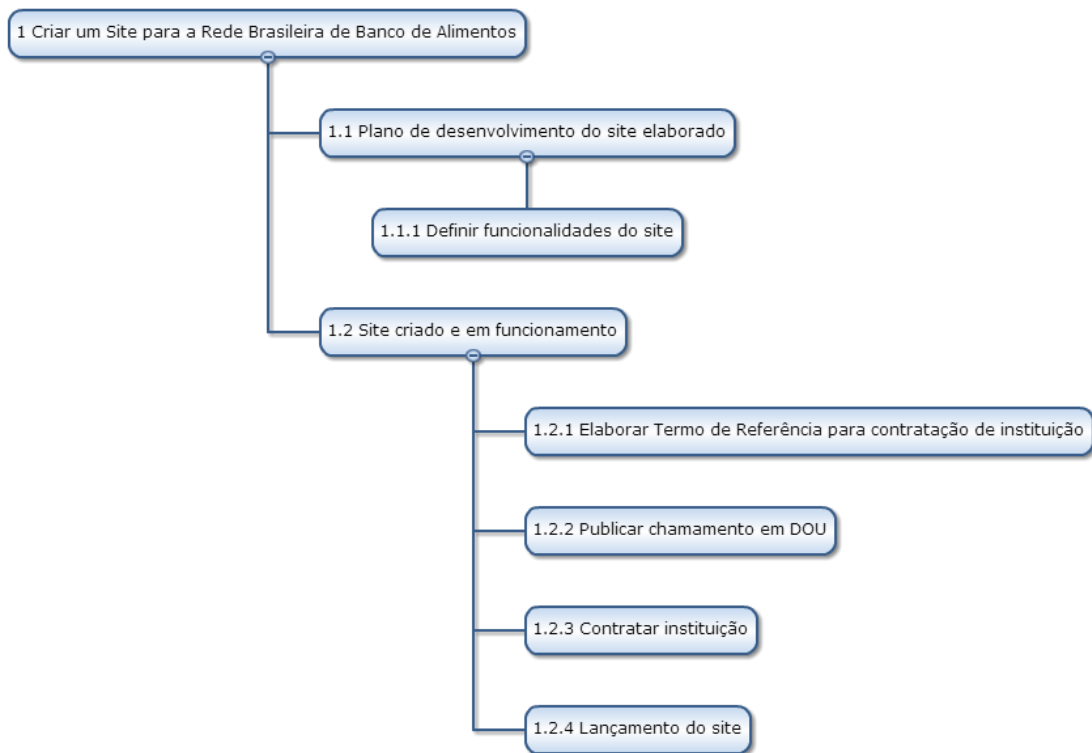 1 Criar um Site para a Rede Brasileira de Banco de Alimentos
1.1 Plano de desenvolvimento do site elaborado
1.1.1 Definir funcionalidades do site
1.2 Site criado e em funcionamento
1.2.1 Elaborar Termo de Referência para contratação de instituição
1.2.2 Publicar chamamento em DOU
1.2.3 Contratar instituição
1.2.4 Lançamento do site